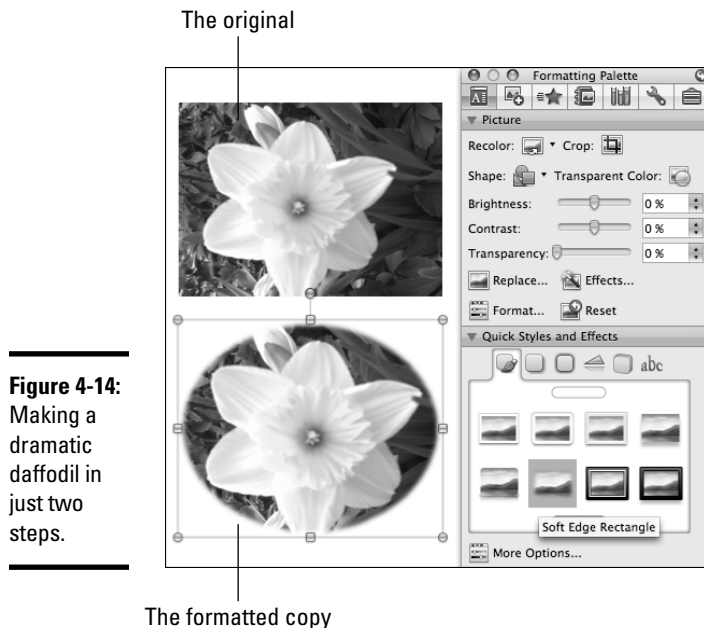 The original
Formatting Palette
Picture
Recolor: Crop:
Shape: Transparent Color:
Brightness: 0 %
Contrast: 0 %
Transparency: 0 %
Replace... Effects...
Format... Reset
Quick Styles and Effects
abc
Soft Edge Rectangle
More Options...
Figure 4-14:
Making a
dramatic
daffodil in
just two
steps.
The formatted copy